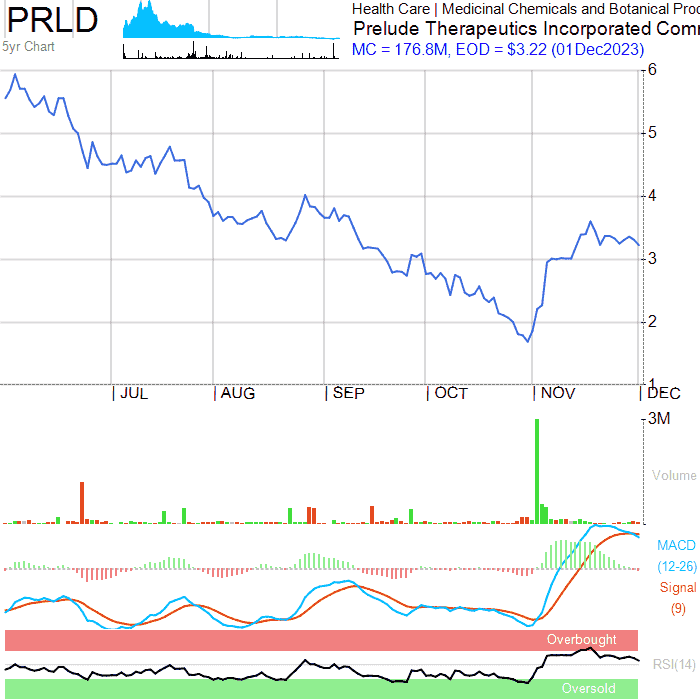 PRLD
5yr Chart
Health Care | Medicinal Chemicals and Botanical Prod
Prelude Therapeutics Incorporated Comm
MC = 176.8M, EOD = $3.22 (01Dec2023)
6
5
4
3
2
1
JUL AUG SEP OCT NOV DEC
3M
Volume
MACD
(12-26)
Signal
(9)
Overbought
RSI(14)
Oversold